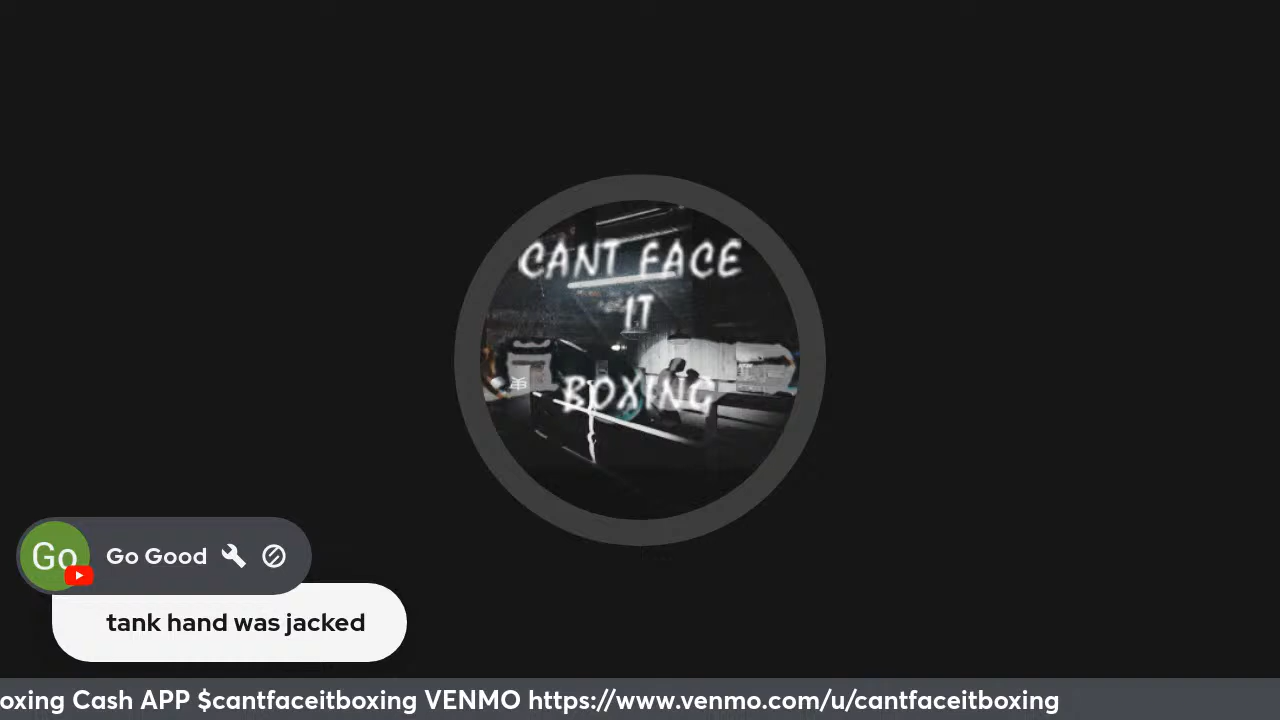 CANT FACE
IT
BOXING
Go Go Good
tank hand was jacked
oxing Cash APP $cantfaceitboxing VENMO https://www.venmo.com/u/cantfaceitboxing